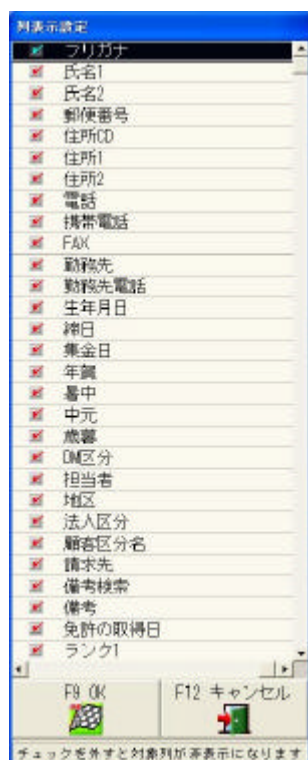 列表示設定
フリガナ
氏名1
氏名2
郵便番号
住所CD
住所1
住所2
電話
携帯電話
FAX
勤務先
勤務先電話
生年月日
締日
集金日
年賀
暑中
中元
歳暮
DM区分
担当者
地区
法人区分
顧客区分名
請求先
備考検索
備考
免許の取得日
ランク1
F9 OK
F12 キャンセル
チェックを外すと対象列が非表示になります